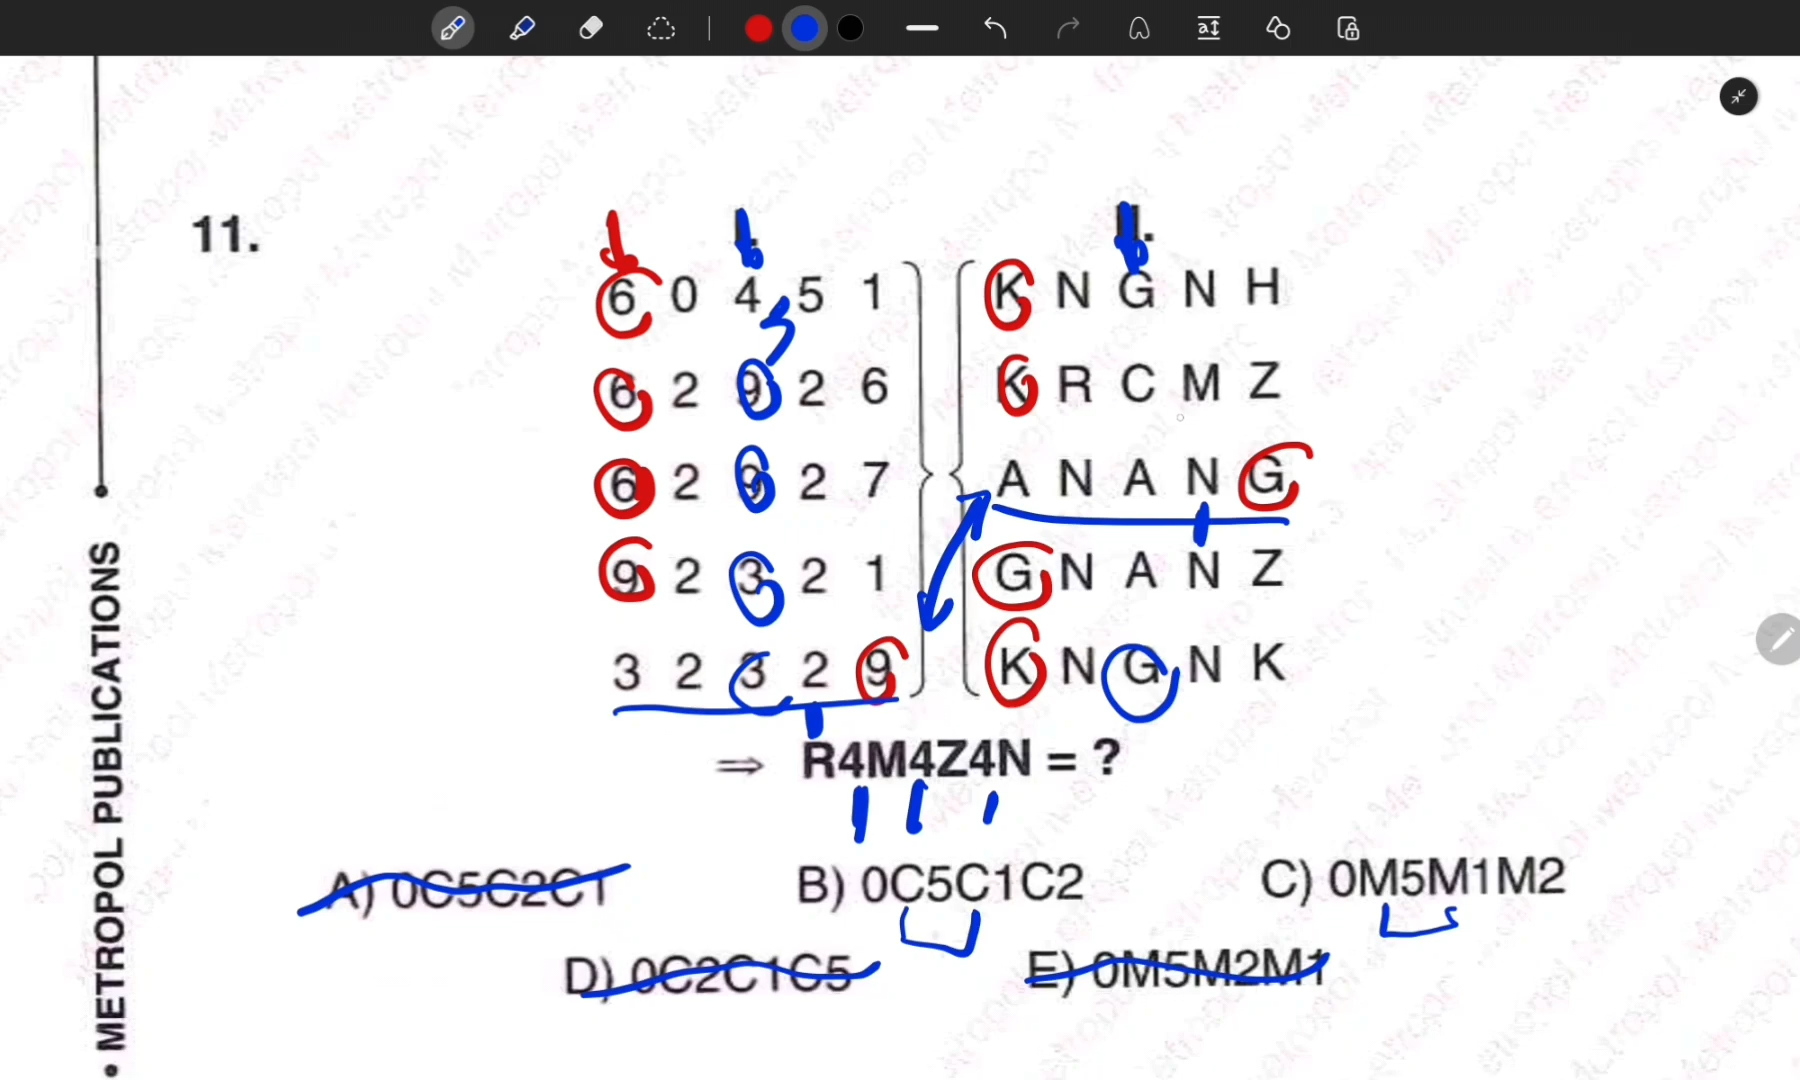 11.
I. II.
6 0 4 5 1 K N G N H
6 2 9 2 6 K R C M Z
6 2 9 2 7 A N A N G
9 2 3 2 1 G N A N Z
3 2 3 2 9 K N G N K
⇒ R4M4Z4N = ?
A) 0C5C2C1 B) 0C5C1C2 C) 0M5M1M2
D) 0C2C1C5 E) 0M5M2M1
• METROPOL PUBLICATIONS •